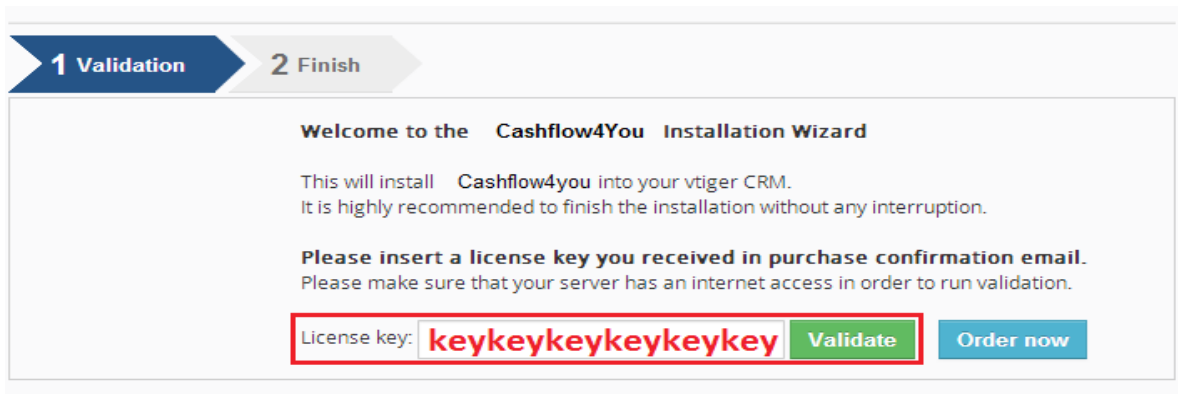 1 Validation 2 Finish
Welcome to the Cashflow4You Installation Wizard
This will install Cashflow4you into your vtiger CRM.
It is highly recommended to finish the installation without any interruption.
Please insert a license key you received in purchase confirmation email.
Please make sure that your server has an internet access in order to run validation.
License key: keykeykeykeykeykey Validate Order now